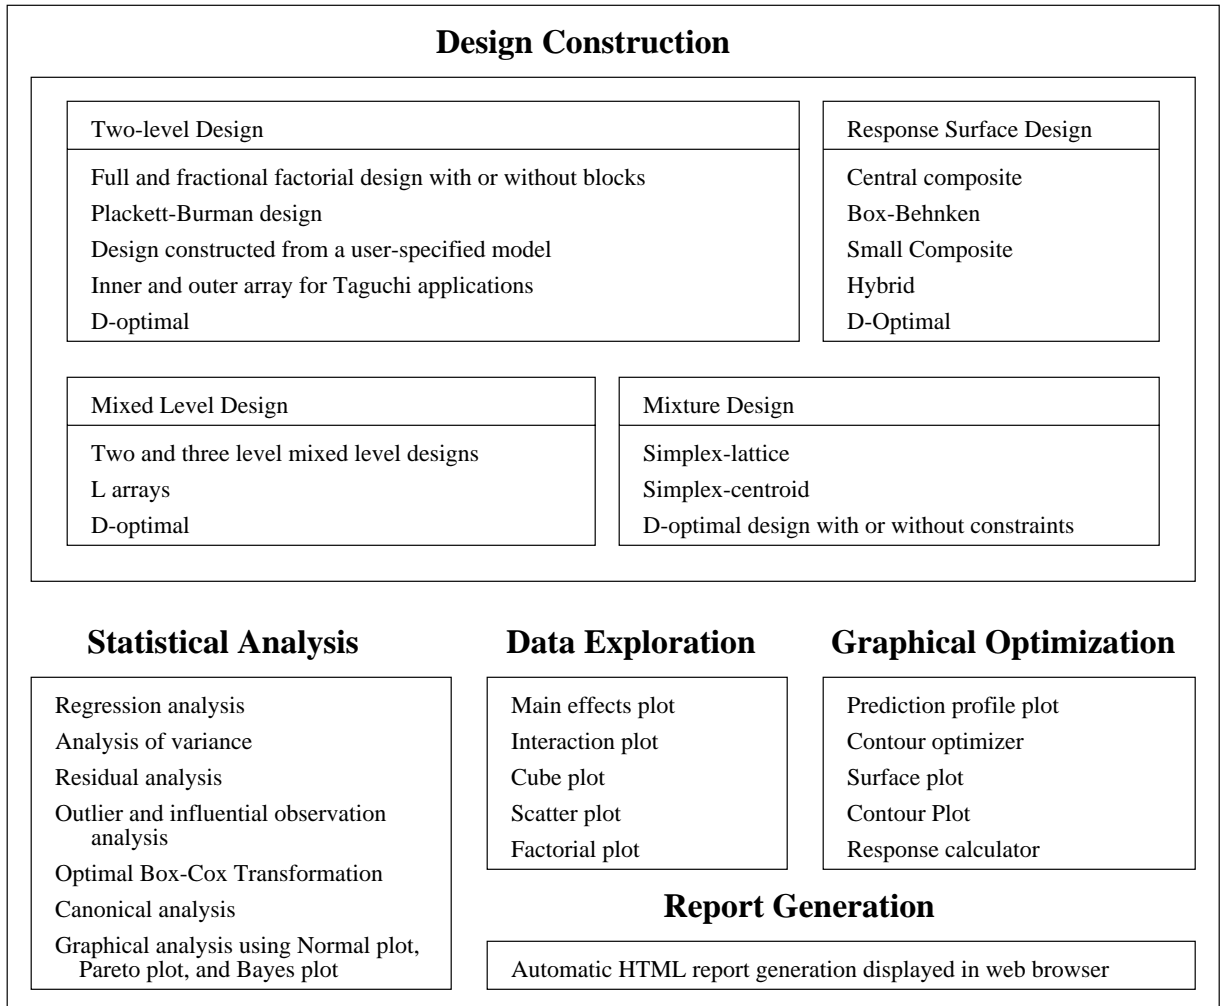 Design Construction
Two-level Design
Full and fractional factorial design with or without blocks
Plackett-Burman design
Design constructed from a user-specified model
Inner and outer array for Taguchi applications
D-optimal
Response Surface Design
Central composite
Box-Behnken
Small Composite
Hybrid
D-Optimal
Mixed Level Design
Two and three level mixed level designs
L arrays
D-optimal
Mixture Design
Simplex-lattice
Simplex-centroid
D-optimal design with or without constraints
Statistical Analysis
Regression analysis
Analysis of variance
Residual analysis
Outlier and influential observation
analysis
Optimal Box-Cox Transformation
Canonical analysis
Graphical analysis using Normal plot,
Pareto plot, and Bayes plot
Data Exploration
Main effects plot
Interaction plot
Cube plot
Scatter plot
Factorial plot
Graphical Optimization
Prediction profile plot
Contour optimizer
Surface plot
Contour Plot
Response calculator
Report Generation
Automatic HTML report generation displayed in web browser